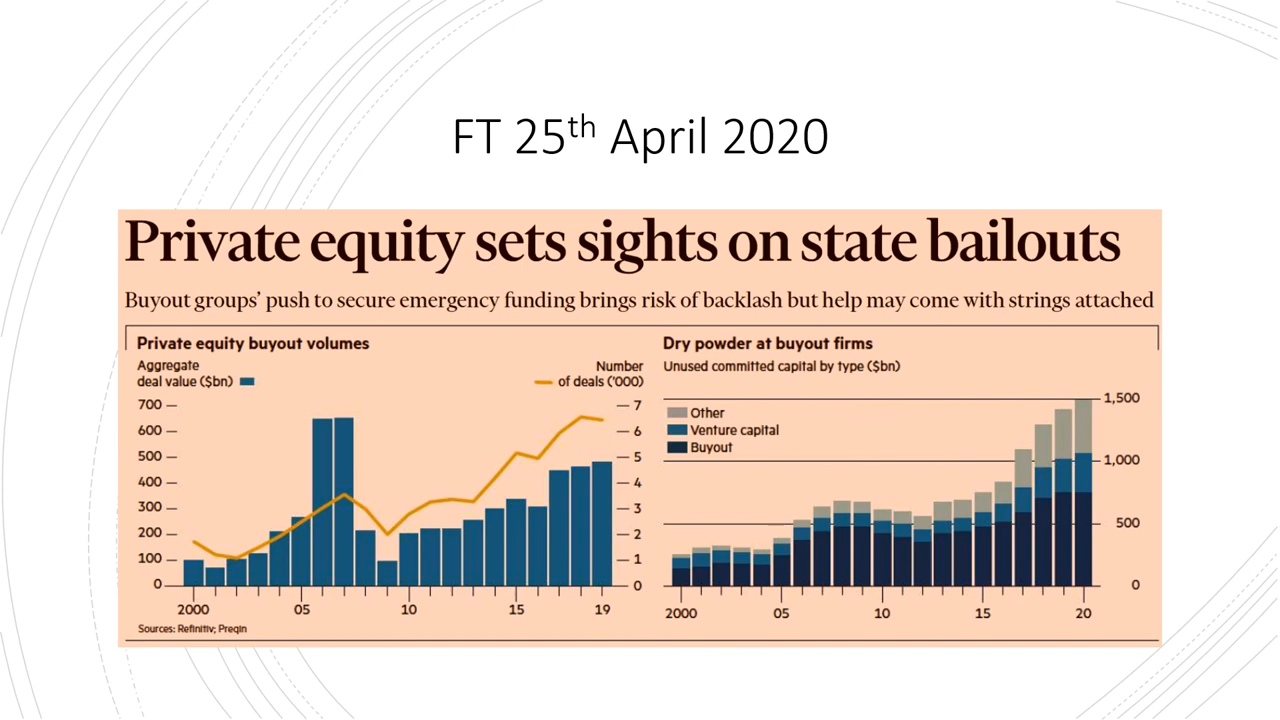 FT 25th April 2020
Private equity sets sights on state bailouts
Buyout groups’ push to secure emergency funding brings risk of backlash but help may come with strings attached
Private equity buyout volumes
Aggregate
deal value ($bn)
Number
of deals (’000)
700
600
500
400
300
200
100
0
7
6
5
4
3
2
1
0
2000 05 10 15 19
Sources: Refinitiv; Preqin
Dry powder at buyout firms
Unused committed capital by type ($bn)
Other
Venture capital
Buyout
1,500
1,000
500
0
2000 05 10 15 20